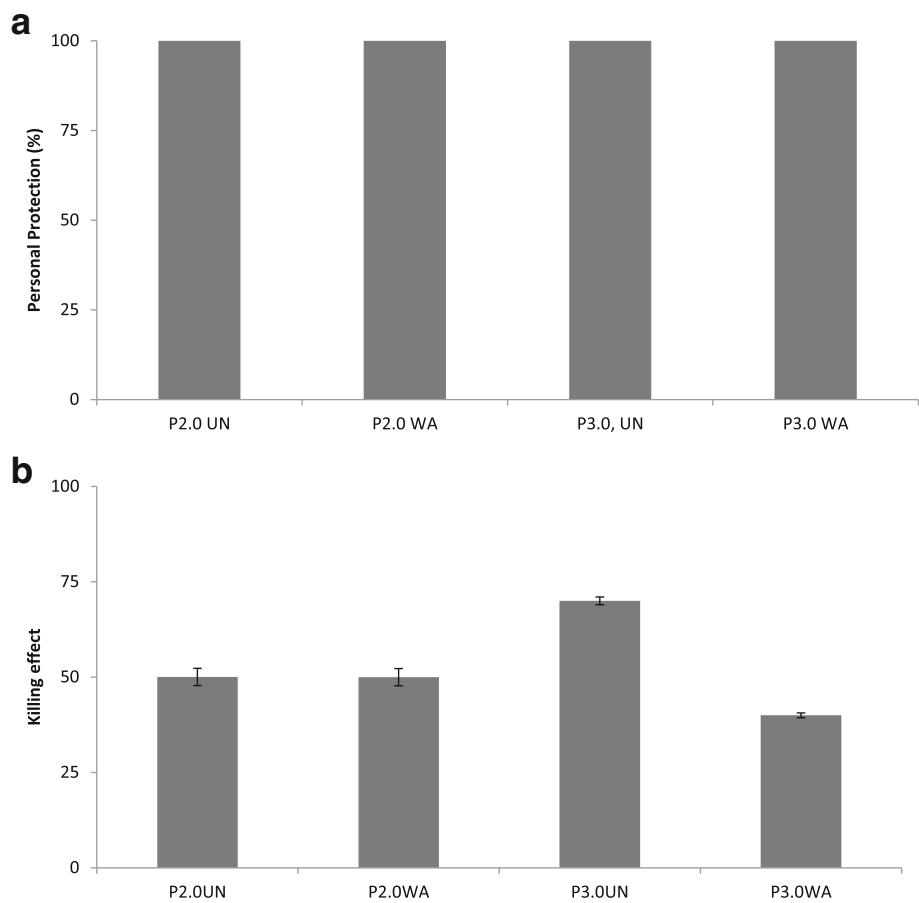 a
100
75
50
25
0
Personal Protection (%)
P2.0 UN
P2.0 WA
P3.0, UN
P3.0 WA
b
100
75
50
25
0
Killing effect
P2.0UN
P2.0WA
P3.0UN
P3.0WA